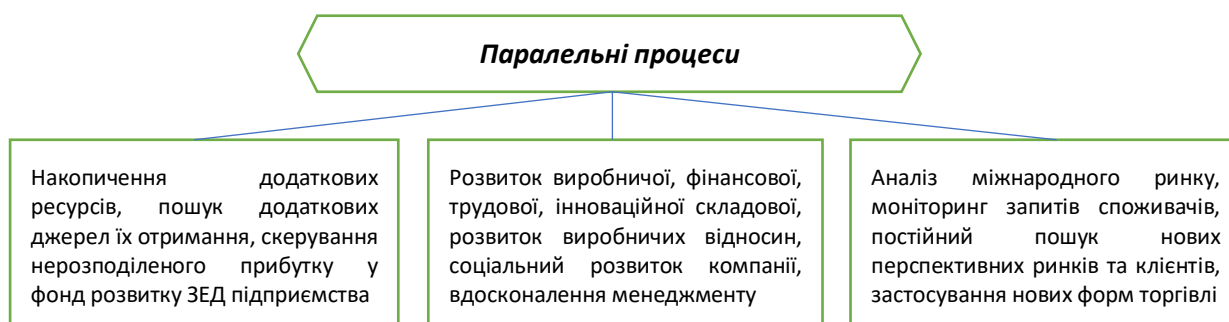 Паралельні процеси
Накопичення додаткових
ресурсів, пошук додаткових
джерел їх отримання, скерування
нерозподіленого прибутку у
фонд розвитку ЗЕД підприємства
Розвиток виробничої, фінансової,
трудової, інноваційної складової,
розвиток виробничих відносин,
соціальний розвиток компанії,
вдосконалення менеджменту
Аналіз міжнародного ринку,
моніторинг запитів споживачів,
постійний пошук нових
перспективних ринків та клієнтів,
застосування нових форм торгівлі